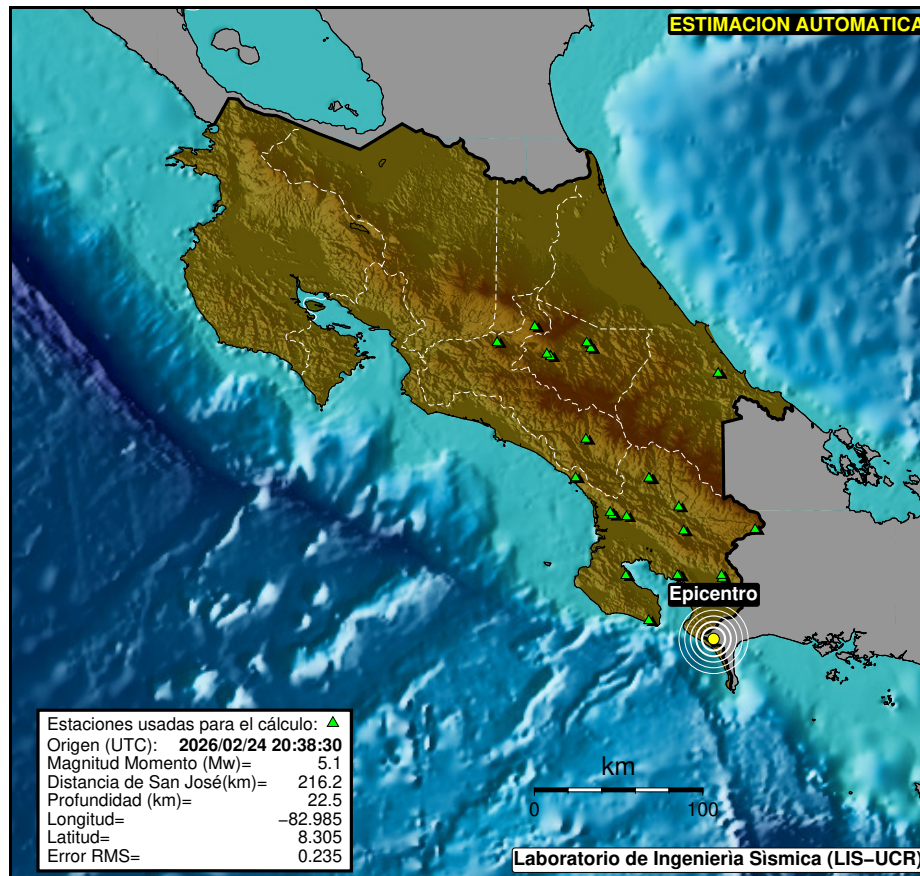 ESTIMACION AUTOMATICA
Epicentro
Estaciones usadas para el cálculo:
Origen (UTC): 2026/02/24 20:38:30
Magnitud Momento (Mw)= 5.1
Distancia de San José(km)= 216.2
Profundidad (km)= 22.5
Longitud= −82.985
Latitud= 8.305
Error RMS= 0.235
km
0 100
Laboratorio de Ingenierìa Sìsmica (LIS−UCR)